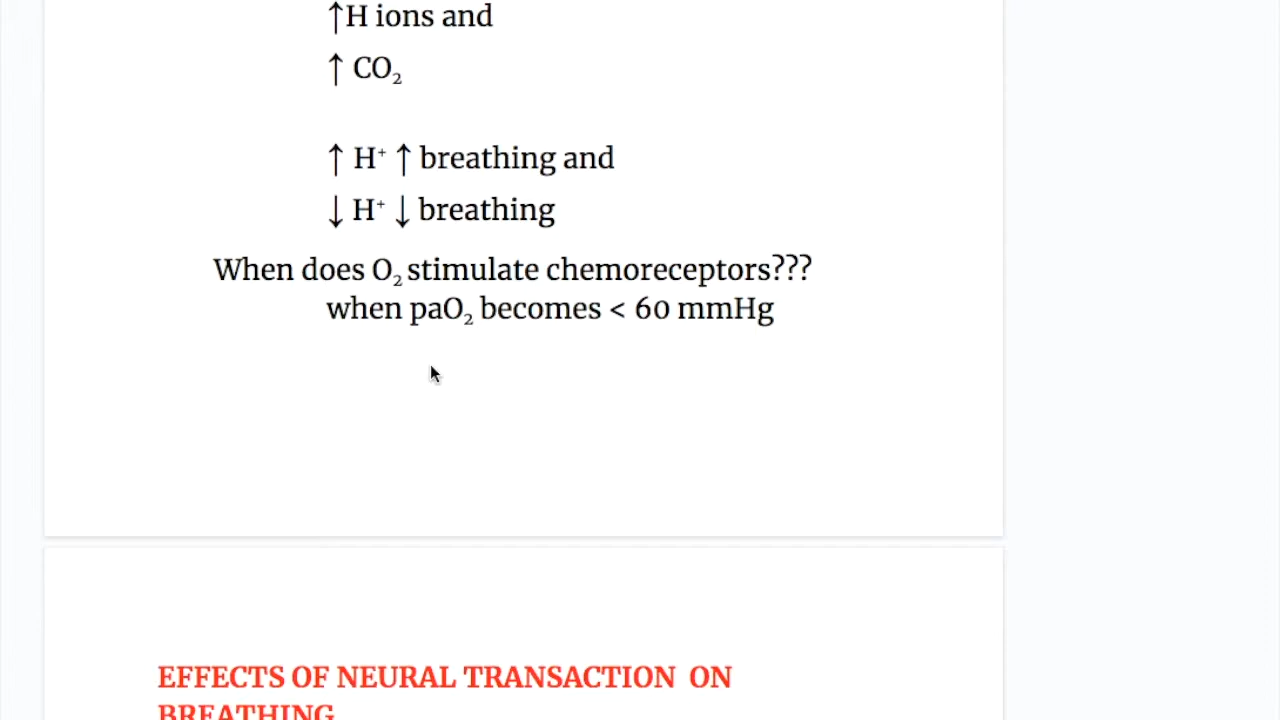 ↑H ions and
↑ CO₂
↑ H⁺ ↑ breathing and
↓ H⁺ ↓ breathing
When does O₂ stimulate chemoreceptors???
when paO₂ becomes < 60 mmHg
EFFECTS OF NEURAL TRANSACTION ON
BREATHING